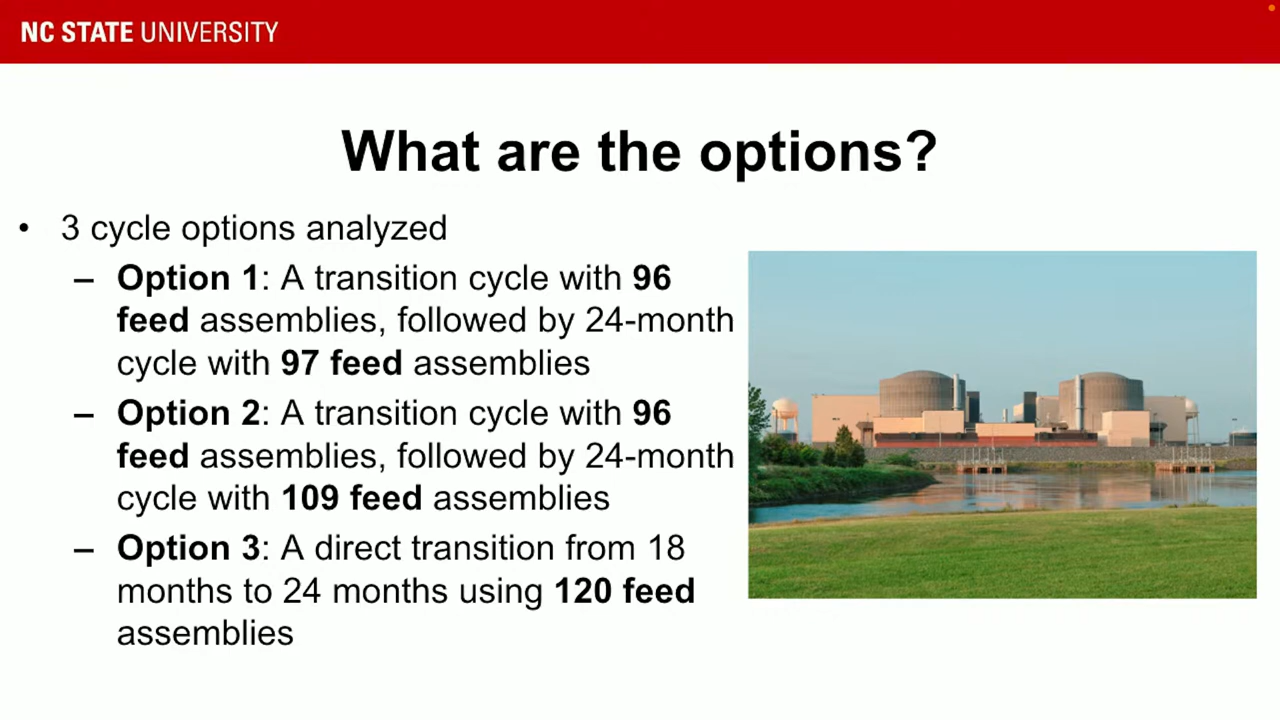 NC STATE UNIVERSITY
What are the options?
• 3 cycle options analyzed
– Option 1: A transition cycle with 96
feed assemblies, followed by 24-month
cycle with 97 feed assemblies
– Option 2: A transition cycle with 96
feed assemblies, followed by 24-month
cycle with 109 feed assemblies
– Option 3: A direct transition from 18
months to 24 months using 120 feed
assemblies